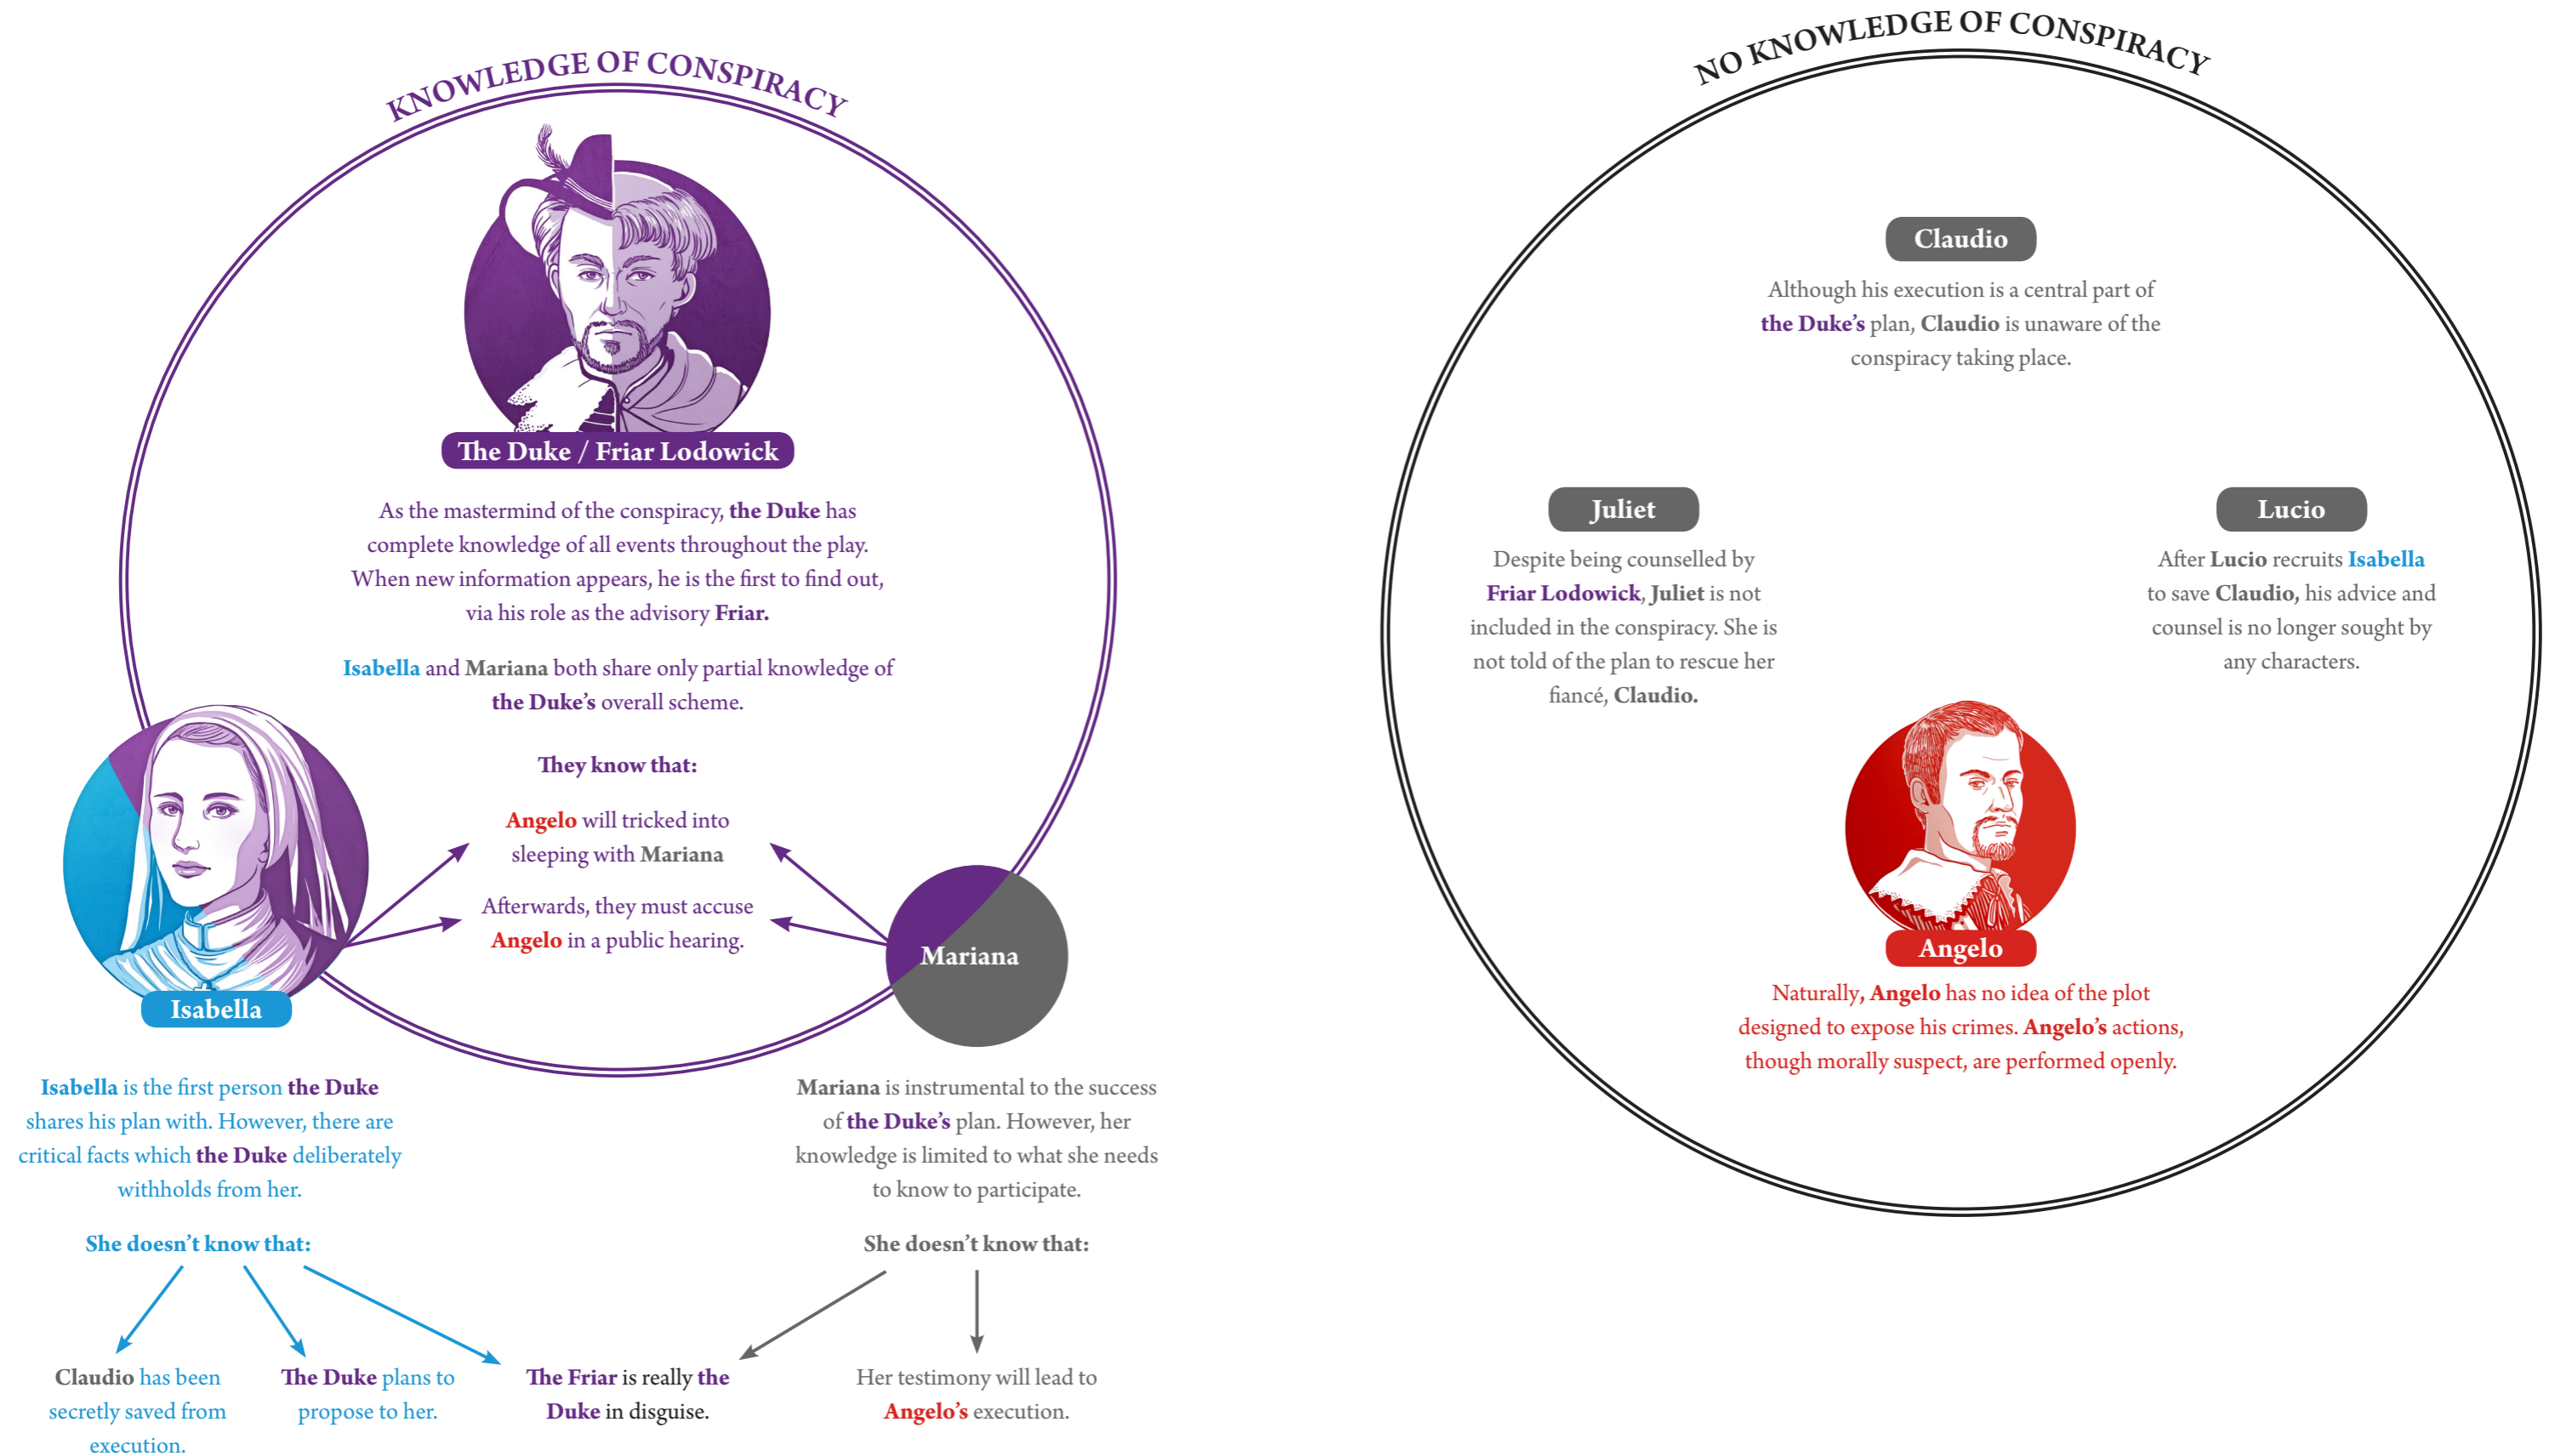 KNOWLEDGE OF CONSPIRACY
The Duke / Friar Lodowick
As the mastermind of the conspiracy, the Duke has
complete knowledge of all events throughout the play.
When new information appears, he is the first to find out,
via his role as the advisory Friar.
Isabella and Mariana both share only partial knowledge of
the Duke’s overall scheme.
They know that:
Angelo will tricked into
sleeping with Mariana
Afterwards, they must accuse
Angelo in a public hearing.
Isabella
Mariana
Isabella is the first person the Duke
shares his plan with. However, there are
critical facts which the Duke deliberately
withholds from her.
She doesn’t know that:
Claudio has been
secretly saved from
execution.
The Duke plans to
propose to her.
The Friar is really the
Duke in disguise.
Mariana is instrumental to the success
of the Duke’s plan. However, her
knowledge is limited to what she needs
to know to participate.
She doesn’t know that:
Her testimony will lead to
Angelo’s execution.
NO KNOWLEDGE OF CONSPIRACY
Claudio
Although his execution is a central part of
the Duke’s plan, Claudio is unaware of the
conspiracy taking place.
Juliet
Despite being counselled by
Friar Lodowick, Juliet is not
included in the conspiracy. She is
not told of the plan to rescue her
fiancé, Claudio.
Lucio
After Lucio recruits Isabella
to save Claudio, his advice and
counsel is no longer sought by
any characters.
Angelo
Naturally, Angelo has no idea of the plot
designed to expose his crimes. Angelo’s actions,
though morally suspect, are performed openly.